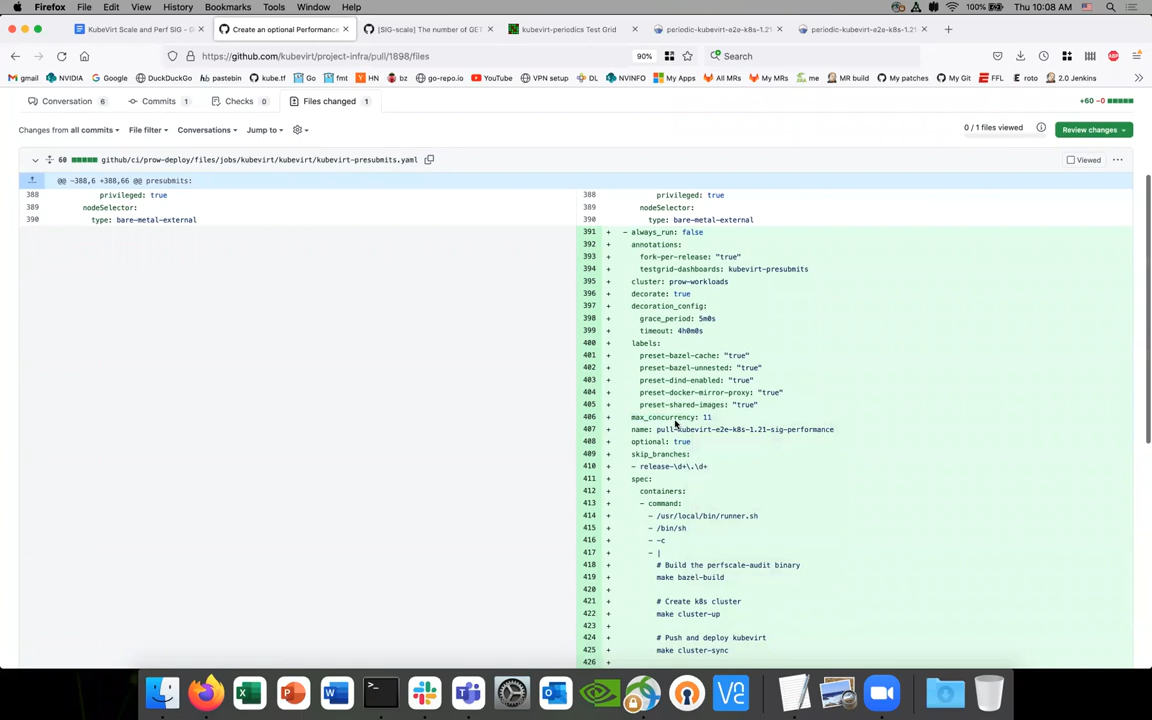 Firefox File Edit View History Bookmarks Tools Window Help 100% Thu 10:08 AM
KubeVirt Scale and Perf SIG - G
Create an optional Performance
[SIG-scale] The number of GET
kubevirt-periodics Test Grid
periodic-kubevirt-e2e-k8s-1.21
periodic-kubevirt-e2e-k8s-1.21
https://github.com/kubevirt/project-infra/pull/1898/files 90% Search
gmail NVIDIA DuckDuckGo pastebin kube.tf Got fmt HN bz go-repo.io YouTube VPN setup DL NVINFO My Apps All MRs My MRs me MR build My patches My Git FFL roto 2.0 Jenkins
Conversation 6 Commits 1 Checks 0 Files changed 1 +60 −0
Changes from all commits File filter Conversations Jump to 0 / 1 files viewed Review changes
60 github/ci/prow-deploy/files/jobs/kubevirt/kubevirt/kubevirt-presubmits.yaml Viewed
@@ -388,6 +388,66 @@ presubmits:
388 privileged: true 388 privileged: true
389 nodeSelector: 389 nodeSelector:
390 type: bare-metal-external 390 type: bare-metal-external
391 + - always_run: false
392 + annotations:
393 + fork-per-release: "true"
394 + testgrid-dashboards: kubevirt-presubmits
395 + cluster: prow-workloads
396 + decorate: true
397 + decoration_config:
398 + grace_period: 5m0s
399 + timeout: 4h0m0s
400 + labels:
401 + preset-bazel-cache: "true"
402 + preset-bazel-unnested: "true"
403 + preset-dind-enabled: "true"
404 + preset-docker-mirror-proxy: "true"
405 + preset-shared-images: "true"
406 + max_concurrency: 11
407 + name: pull-kubevirt-e2e-k8s-1.21-sig-performance
408 + optional: true
409 + skip_branches:
410 + - release-\d+\.\d+
411 + spec:
412 + containers:
413 + - command:
414 + - /usr/local/bin/runner.sh
415 + - /bin/sh
416 + - -c
417 + - |
418 + # Build the perfscale-audit binary
419 + make bazel-build
420 +
421 + # Create k8s cluster
422 + make cluster-up
423 +
424 + # Push and deploy kubevirt
425 + make cluster-sync
426 +